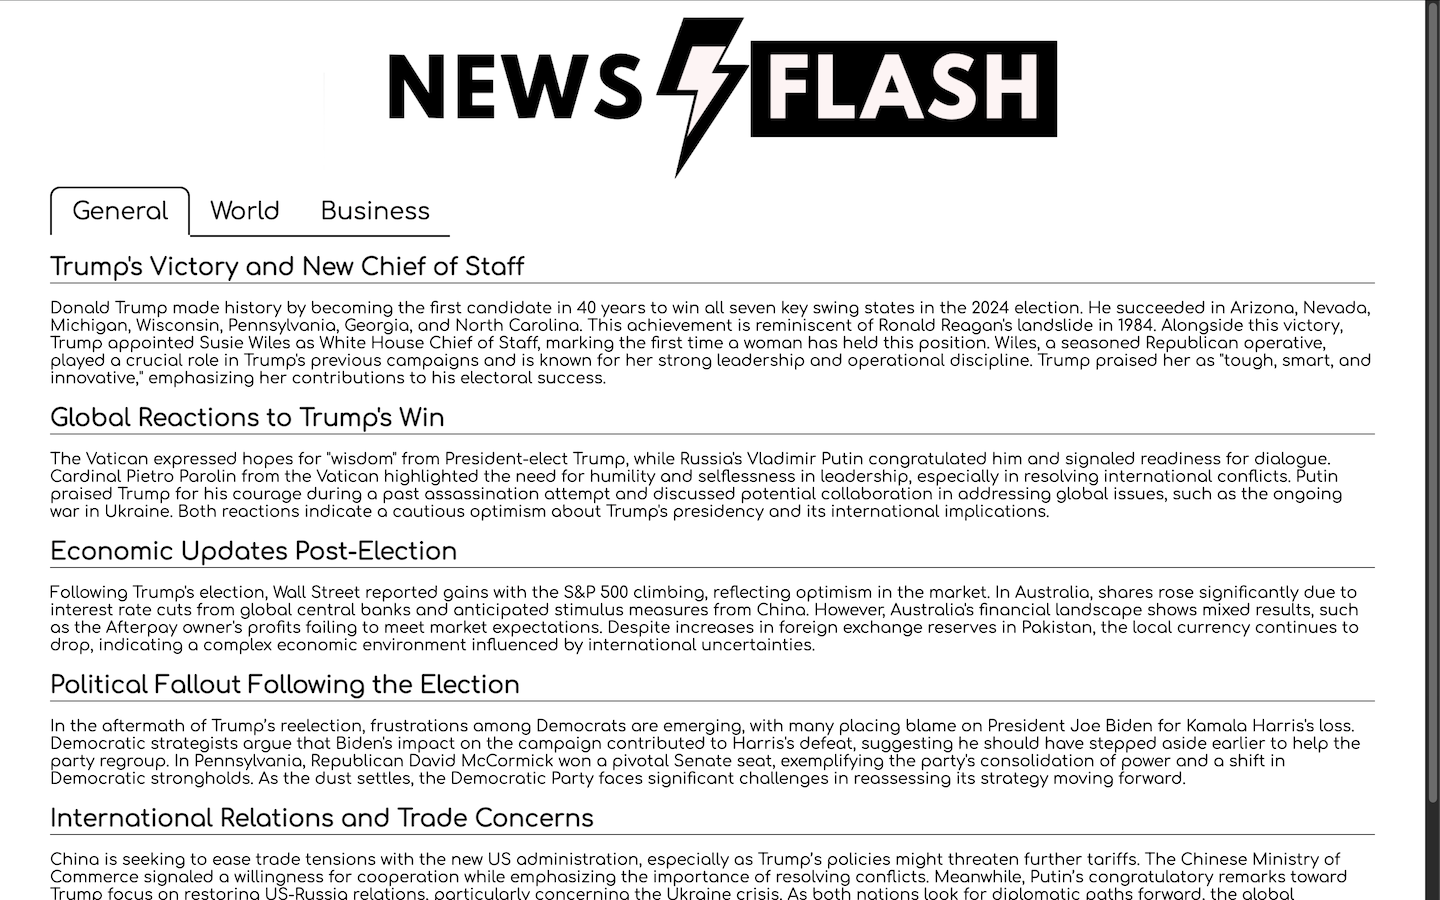 NEWS FLASH
General World Business
Trump's Victory and New Chief of Staff
Donald Trump made history by becoming the first candidate in 40 years to win all seven key swing states in the 2024 election. He succeeded in Arizona, Nevada,
Michigan, Wisconsin, Pennsylvania, Georgia, and North Carolina. This achievement is reminiscent of Ronald Reagan's landslide in 1984. Alongside this victory,
Trump appointed Susie Wiles as White House Chief of Staff, marking the first time a woman has held this position. Wiles, a seasoned Republican operative,
played a crucial role in Trump's previous campaigns and is known for her strong leadership and operational discipline. Trump praised her as "tough, smart, and
innovative," emphasizing her contributions to his electoral success.
Global Reactions to Trump's Win
The Vatican expressed hopes for "wisdom" from President-elect Trump, while Russia's Vladimir Putin congratulated him and signaled readiness for dialogue.
Cardinal Pietro Parolin from the Vatican highlighted the need for humility and selflessness in leadership, especially in resolving international conflicts. Putin
praised Trump for his courage during a past assassination attempt and discussed potential collaboration in addressing global issues, such as the ongoing
war in Ukraine. Both reactions indicate a cautious optimism about Trump's presidency and its international implications.
Economic Updates Post-Election
Following Trump's election, Wall Street reported gains with the S&P 500 climbing, reflecting optimism in the market. In Australia, shares rose significantly due to
interest rate cuts from global central banks and anticipated stimulus measures from China. However, Australia's financial landscape shows mixed results, such
as the Afterpay owner's profits failing to meet market expectations. Despite increases in foreign exchange reserves in Pakistan, the local currency continues to
drop, indicating a complex economic environment influenced by international uncertainties.
Political Fallout Following the Election
In the aftermath of Trump’s reelection, frustrations among Democrats are emerging, with many placing blame on President Joe Biden for Kamala Harris's loss.
Democratic strategists argue that Biden's impact on the campaign contributed to Harris's defeat, suggesting he should have stepped aside earlier to help the
party regroup. In Pennsylvania, Republican David McCormick won a pivotal Senate seat, exemplifying the party's consolidation of power and a shift in
Democratic strongholds. As the dust settles, the Democratic Party faces significant challenges in reassessing its strategy moving forward.
International Relations and Trade Concerns
China is seeking to ease trade tensions with the new US administration, especially as Trump’s policies might threaten further tariffs. The Chinese Ministry of
Commerce signaled a willingness for cooperation while emphasizing the importance of resolving conflicts. Meanwhile, Putin’s congratulatory remarks toward
Trump focus on restoring US-Russia relations, particularly concerning the Ukraine crisis. As both nations look for diplomatic paths forward, the global